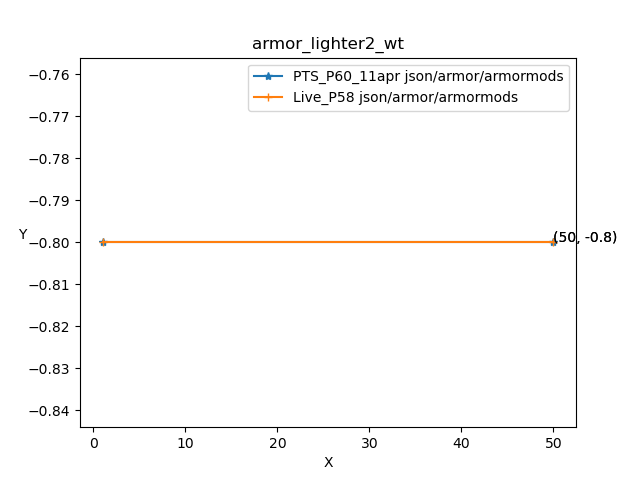 armor_lighter2_wt
PTS_P60_11apr json/armor/armormods
Live_P58 json/armor/armormods
−0.76
−0.77
−0.78
−0.79
Y
−0.80
(50, -0.8)
−0.81
−0.82
−0.83
−0.84
0 10 20 30 40 50
X